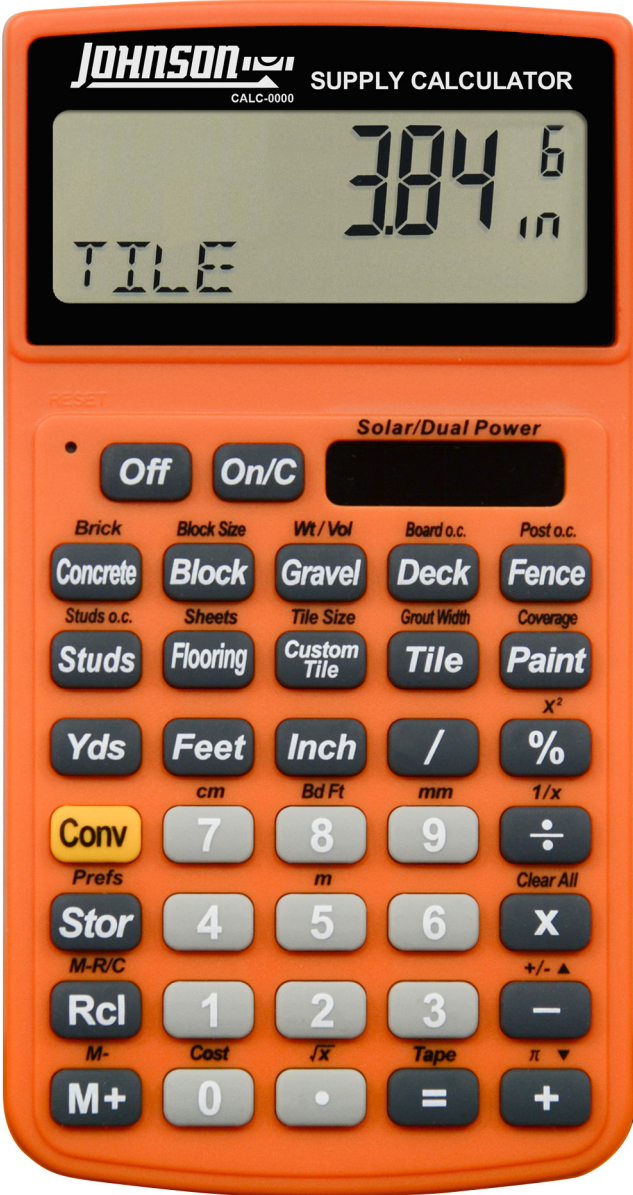 JOHNSON
CALC-0000
SUPPLY CALCULATOR
3.84 6 in
TILE
RESET
Solar/Dual Power
Off On/C
Brick Block Size Wt / Vol Board o.c. Post o.c.
Concrete Block Gravel Deck Fence
Studs o.c. Sheets Tile Size Grout Width Coverage
Studs Flooring Custom Tile Tile Paint
x²
Yds Feet Inch / %
cm Bd Ft mm 1/x
Conv 7 8 9 ÷
Prefs m Clear All
Stor 4 5 6 x
M-R/C +/- ▲
Rcl 1 2 3 −
M- Cost √x Tape π ▼
M+ 0 • = +